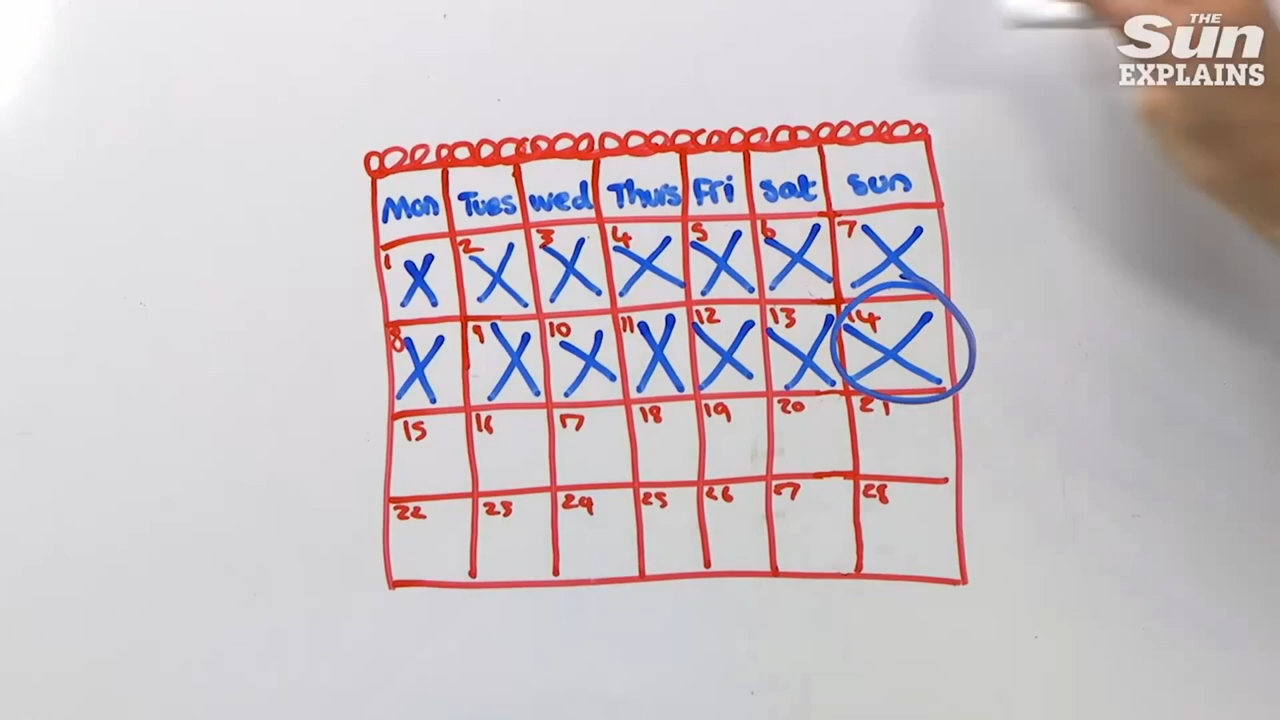 THE
Sun
EXPLAINS
Mon Tues wed Thurs Fri Sat Sun
1 2 3 4 5 6 7
8 9 10 11 12 13 14
15 16 17 18 19 20 21
22 23 24 25 26 27 28